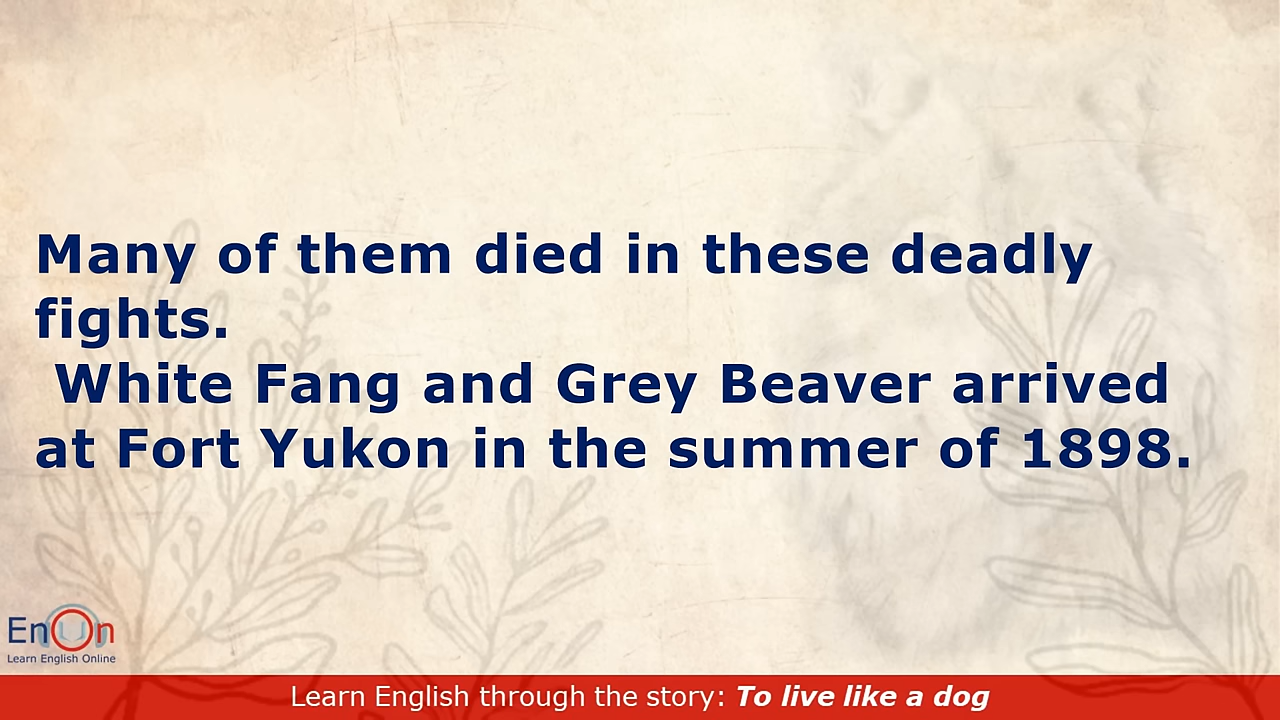 Many of them died in these deadly
fights.
White Fang and Grey Beaver arrived
at Fort Yukon in the summer of 1898.
EnOn
Learn English Online
Learn English through the story: To live like a dog